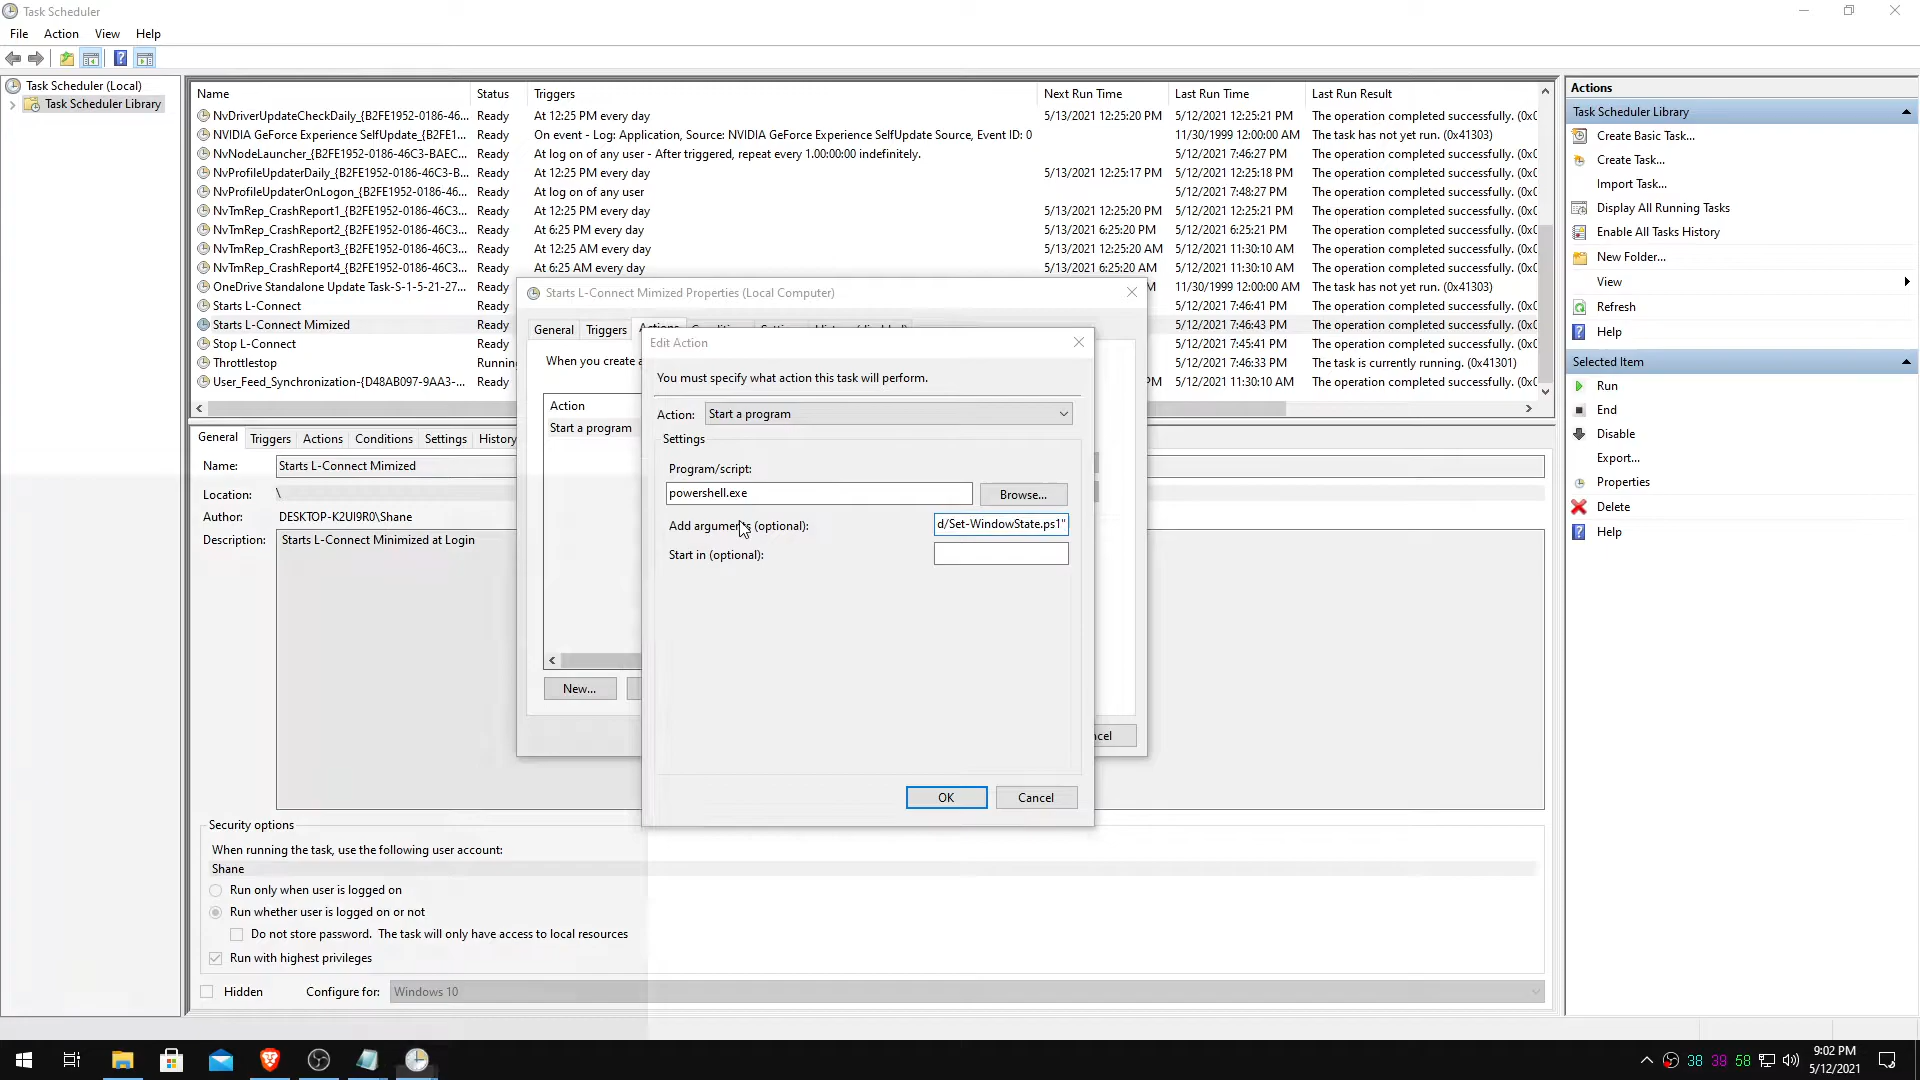 Task Scheduler
File Action View Help
Task Scheduler (Local)
Task Scheduler Library
Name Status Triggers Next Run Time Last Run Time Last Run Result
NvDriverUpdateCheckDaily_{B2FE1952-0186-46... Ready At 12:25 PM every day 5/13/2021 12:25:20 PM 5/12/2021 12:25:21 PM The operation completed successfully. (0x0
NVIDIA GeForce Experience SelfUpdate_{B2FE1... Ready On event - Log: Application, Source: NVIDIA GeForce Experience SelfUpdate Source, Event ID: 0 11/30/1999 12:00:00 AM The task has not yet run. (0x41303)
NvNodeLauncher_{B2FE1952-0186-46C3-BAEC... Ready At log on of any user - After triggered, repeat every 1.00:00:00 indefinitely. 5/12/2021 7:46:27 PM The operation completed successfully. (0x0
NvProfileUpdaterDaily_{B2FE1952-0186-46C3-B... Ready At 12:25 PM every day 5/13/2021 12:25:17 PM 5/12/2021 12:25:18 PM The operation completed successfully. (0x0
NvProfileUpdaterOnLogon_{B2FE1952-0186-46... Ready At log on of any user 5/12/2021 7:48:27 PM The operation completed successfully. (0x0
NvTmRep_CrashReport1_{B2FE1952-0186-46C3... Ready At 12:25 PM every day 5/13/2021 12:25:20 PM 5/12/2021 12:25:21 PM The operation completed successfully. (0x0
NvTmRep_CrashReport2_{B2FE1952-0186-46C3... Ready At 6:25 PM every day 5/13/2021 6:25:20 PM 5/12/2021 6:25:21 PM The operation completed successfully. (0x0
NvTmRep_CrashReport3_{B2FE1952-0186-46C3... Ready At 12:25 AM every day 5/13/2021 12:25:20 AM 5/12/2021 11:30:10 AM The operation completed successfully. (0x0
NvTmRep_CrashReport4_{B2FE1952-0186-46C3... Ready At 6:25 AM every day 5/13/2021 6:25:20 AM 5/12/2021 11:30:10 AM The operation completed successfully. (0x0
OneDrive Standalone Update Task-S-1-5-21-27... Ready 11/30/1999 12:00:00 AM The task has not yet run. (0x41303)
Starts L-Connect Ready 5/12/2021 7:46:41 PM The operation completed successfully. (0x0
Starts L-Connect Mimized Ready 5/12/2021 7:46:43 PM The operation completed successfully. (0x0
Stop L-Connect Ready 5/12/2021 7:45:41 PM The operation completed successfully. (0x0
Throttlestop Running 5/12/2021 7:46:33 PM The task is currently running. (0x41301)
User_Feed_Synchronization-{D48AB097-9AA3-... Ready PM 5/12/2021 11:30:10 AM The operation completed successfully. (0x0
General Triggers Actions Conditions Settings History
Name: Starts L-Connect Mimized
Location: \
Author: DESKTOP-K2UI9R0\Shane
Description: Starts L-Connect Minimized at Login
Security options
When running the task, use the following user account:
Shane
Run only when user is logged on
Run whether user is logged on or not
Do not store password. The task will only have access to local resources
Run with highest privileges
Hidden Configure for: Windows 10
Starts L-Connect Mimized Properties (Local Computer)
General Triggers Actions Conditions Settings History (disabled)
When you create a
Action
Start a program
New...
ncel
Edit Action
You must specify what action this task will perform.
Action: Start a program
Settings
Program/script:
powershell.exe Browse...
Add arguments (optional): d/Set-WindowState.ps1"
Start in (optional):
OK Cancel
Actions
Task Scheduler Library
Create Basic Task...
Create Task...
Import Task...
Display All Running Tasks
Enable All Tasks History
New Folder...
View
Refresh
Help
Selected Item
Run
End
Disable
Export...
Properties
Delete
Help
38 39 58
9:02 PM
5/12/2021